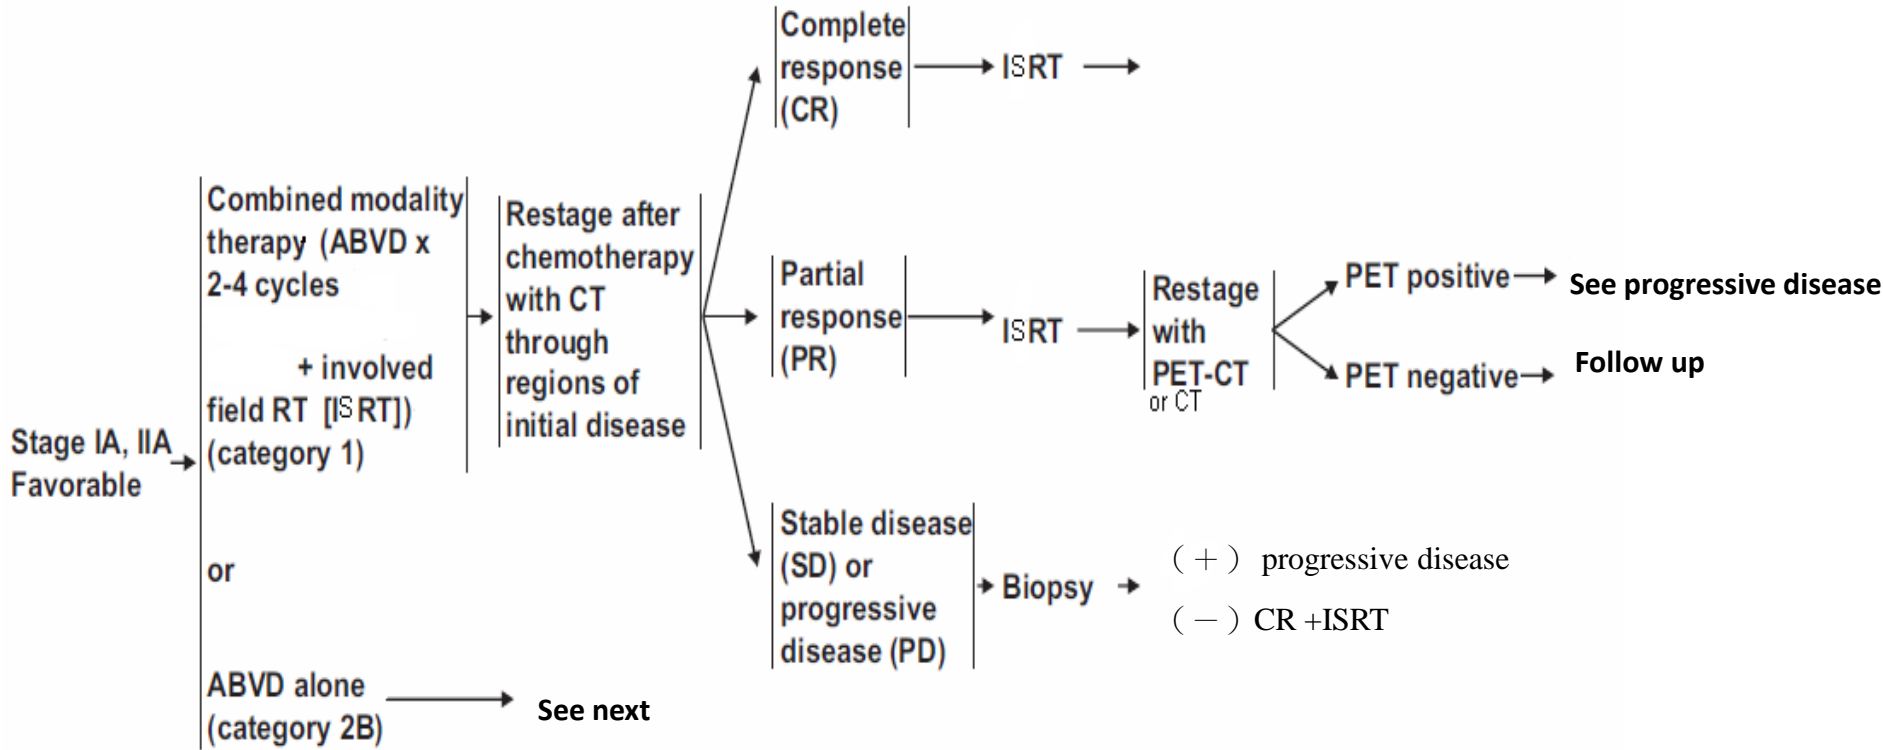 Stage IA, IIA
Favorable
Combined modality
therapy (ABVD x
2-4 cycles
+ involved
field RT [ISRT])
(category 1)
or
ABVD alone
(category 2B)
See next
Restage after
chemotherapy
with CT
through
regions of
initial disease
Complete
response
(CR)
ISRT
Partial
response
(PR)
ISRT
Restage
with
PET-CT
or CT
PET positive
See progressive disease
PET negative
Follow up
Stable disease
(SD) or
progressive
disease (PD)
Biopsy
（＋） progressive disease
（－）CR +ISRT